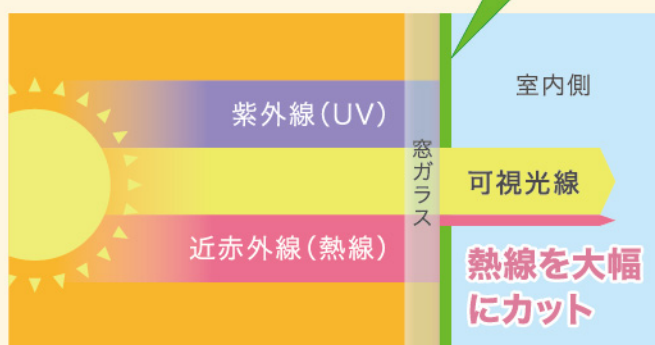 室内側
紫外線(UV)
窓ガラス
可視光線
近赤外線(熱線)
熱線を大幅
にカット